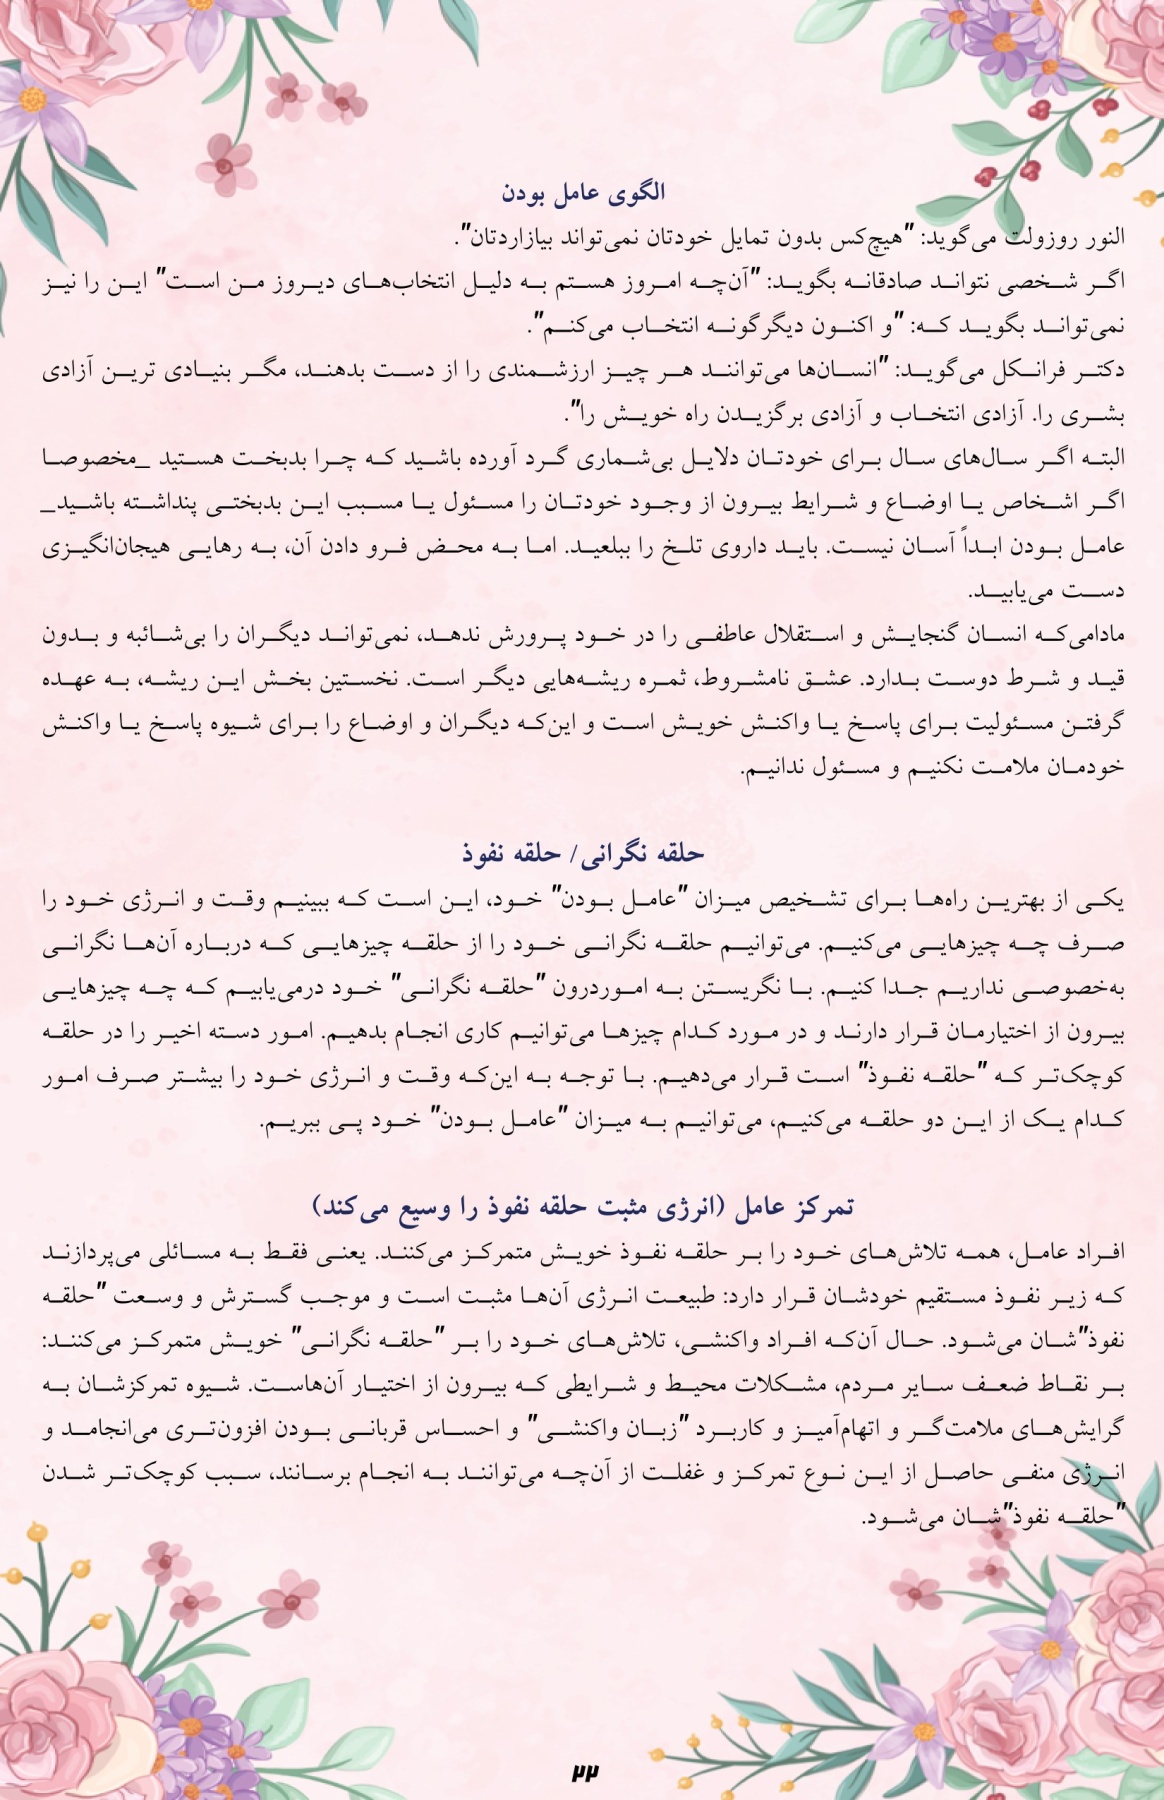 الگوی عامل بودن
النور روزولت می‌گوید: "هیچ‌کس بدون تمایل خودتان نمی‌تواند بیازاردتان".
اگر شخصی نتواند صادقانه بگوید: "آن‌چه امروز هستم به دلیل انتخاب‌های دیروز من است" این را نیز
نمی‌تواند بگوید که: "و اکنون دیگرگونه انتخاب می‌کنم".
دکتر فرانکل می‌گوید: "انسان‌ها می‌توانند هر چیز ارزشمندی را از دست بدهند، مگر بنیادی ترین آزادی
بشری را. آزادی انتخاب و آزادی برگزیدن راه خویش را".
البته اگر سال‌های سال برای خودتان دلایل بی‌شماری گرد آورده باشید که چرا بدبخت هستید _مخصوصا
اگر اشخاص یا اوضاع و شرایط بیرون از وجود خودتان را مسئول یا مسبب این بدبختی پنداشته باشید_
عامل بودن ابداً آسان نیست. باید داروی تلخ را ببلعید. اما به محض فرو دادن آن، به رهایی هیجان‌انگیزی
دست می‌یابید.
مادامی‌که انسان گنجایش و استقلال عاطفی را در خود پرورش ندهد، نمی‌تواند دیگران را بی‌شائبه و بدون
قید و شرط دوست بدارد. عشق نامشروط، ثمره ریشه‌هایی دیگر است. نخستین بخش این ریشه، به عهده
گرفتن مسئولیت برای پاسخ یا واکنش خویش است و این‌که دیگران و اوضاع را برای شیوه پاسخ یا واکنش
خودمان ملامت نکنیم و مسئول ندانیم.
حلقه نگرانی/ حلقه نفوذ
یکی از بهترین راه‌ها برای تشخیص میزان "عامل بودن" خود، این است که ببینیم وقت و انرژی خود را
صرف چه چیزهایی می‌کنیم. می‌توانیم حلقه نگرانی خود را از حلقه چیزهایی که درباره آن‌ها نگرانی
به‌خصوصی نداریم جدا کنیم. با نگریستن به اموردرون "حلقه نگرانی" خود درمی‌یابیم که چه چیزهایی
بیرون از اختیارمان قرار دارند و در مورد کدام چیزها می‌توانیم کاری انجام بدهیم. امور دسته اخیر را در حلقه
کوچک‌تر که "حلقه نفوذ" است قرار می‌دهیم. با توجه به این‌که وقت و انرژی خود را بیشتر صرف امور
کدام یک از این دو حلقه می‌کنیم، می‌توانیم به میزان "عامل بودن" خود پی ببریم.
تمرکز عامل (انرژی مثبت حلقه نفوذ را وسیع می‌کند)
افراد عامل، همه تلاش‌های خود را بر حلقه نفوذ خویش متمرکز می‌کنند. یعنی فقط به مسائلی می‌پردازند
که زیر نفوذ مستقیم خودشان قرار دارد: طبیعت انرژی آن‌ها مثبت است و موجب گسترش و وسعت "حلقه
نفوذ"شان می‌شود. حال آن‌که افراد واکنشی، تلاش‌های خود را بر "حلقه نگرانی" خویش متمرکز می‌کنند:
بر نقاط ضعف سایر مردم، مشکلات محیط و شرایطی که بیرون از اختیار آن‌هاست. شیوه تمرکزشان به
گرایش‌های ملامت‌گر و اتهام‌آمیز و کاربرد "زبان واکنشی" و احساس قربانی بودن افزون‌تری می‌انجامد و
انرژی منفی حاصل از این نوع تمرکز و غفلت از آن‌چه می‌توانند به انجام برسانند، سبب کوچک‌تر شدن
"حلقه نفوذ"شان می‌شود.
۲۲